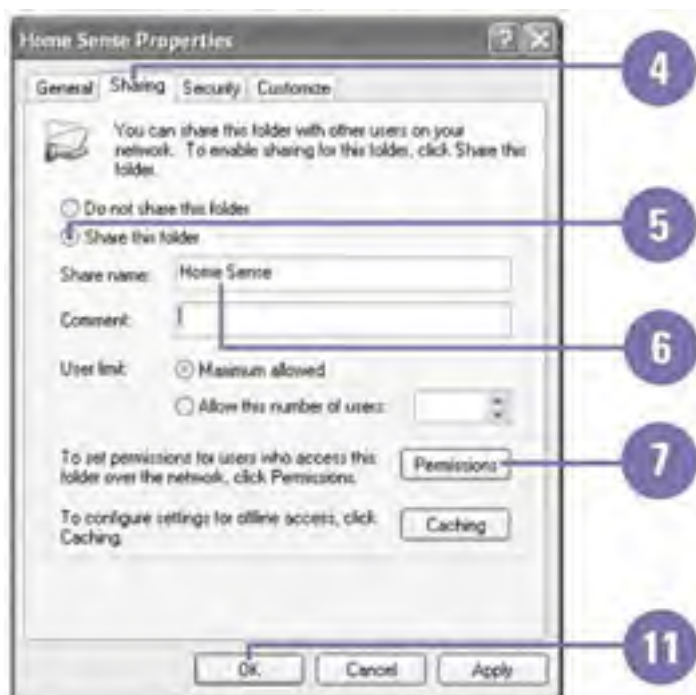 Home Sense Properties
4
General Sharing Security Customize
You can share this folder with other users on your
network. To enable sharing for this folder, click Share this
folder.
Do not share this folder
5
Share this folder
Share name: Home Sense
Comment:
6
User limit: Maximum allowed
Allow this number of users:
To set permissions for users who access this
folder over the network, click Permissions.
Permissions
7
To configure settings for offline access, click
Caching.
Caching
11
OK Cancel Apply